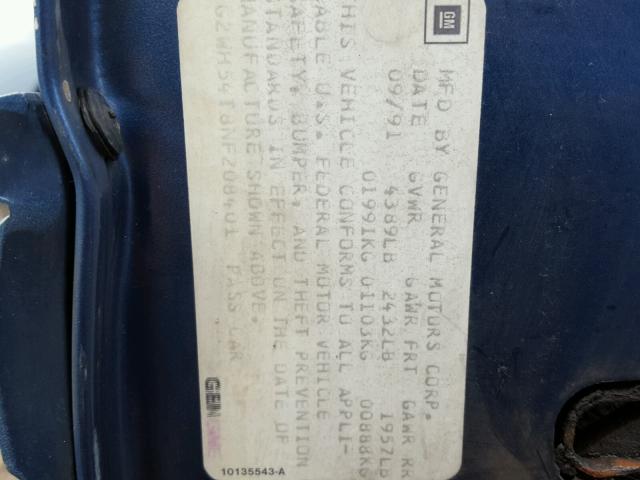 GM
MFD BY GENERAL MOTORS CORP.
DATE GVWR GAWR FRT GAWR RR
09/91 4389LB 2432LB 1957LB
01991KG 01103KG 00888KG
THIS VEHICLE CONFORMS TO ALL APPLI-
CABLE U.S. FEDERAL MOTOR VEHICLE
SAFETY, BUMPER, AND THEFT PREVENTION
STANDARDS IN EFFECT ON THE DATE OF
MANUFACTURE SHOWN ABOVE.
G2WH54T8NF208401 PASS CAR
GEN
10135543-A